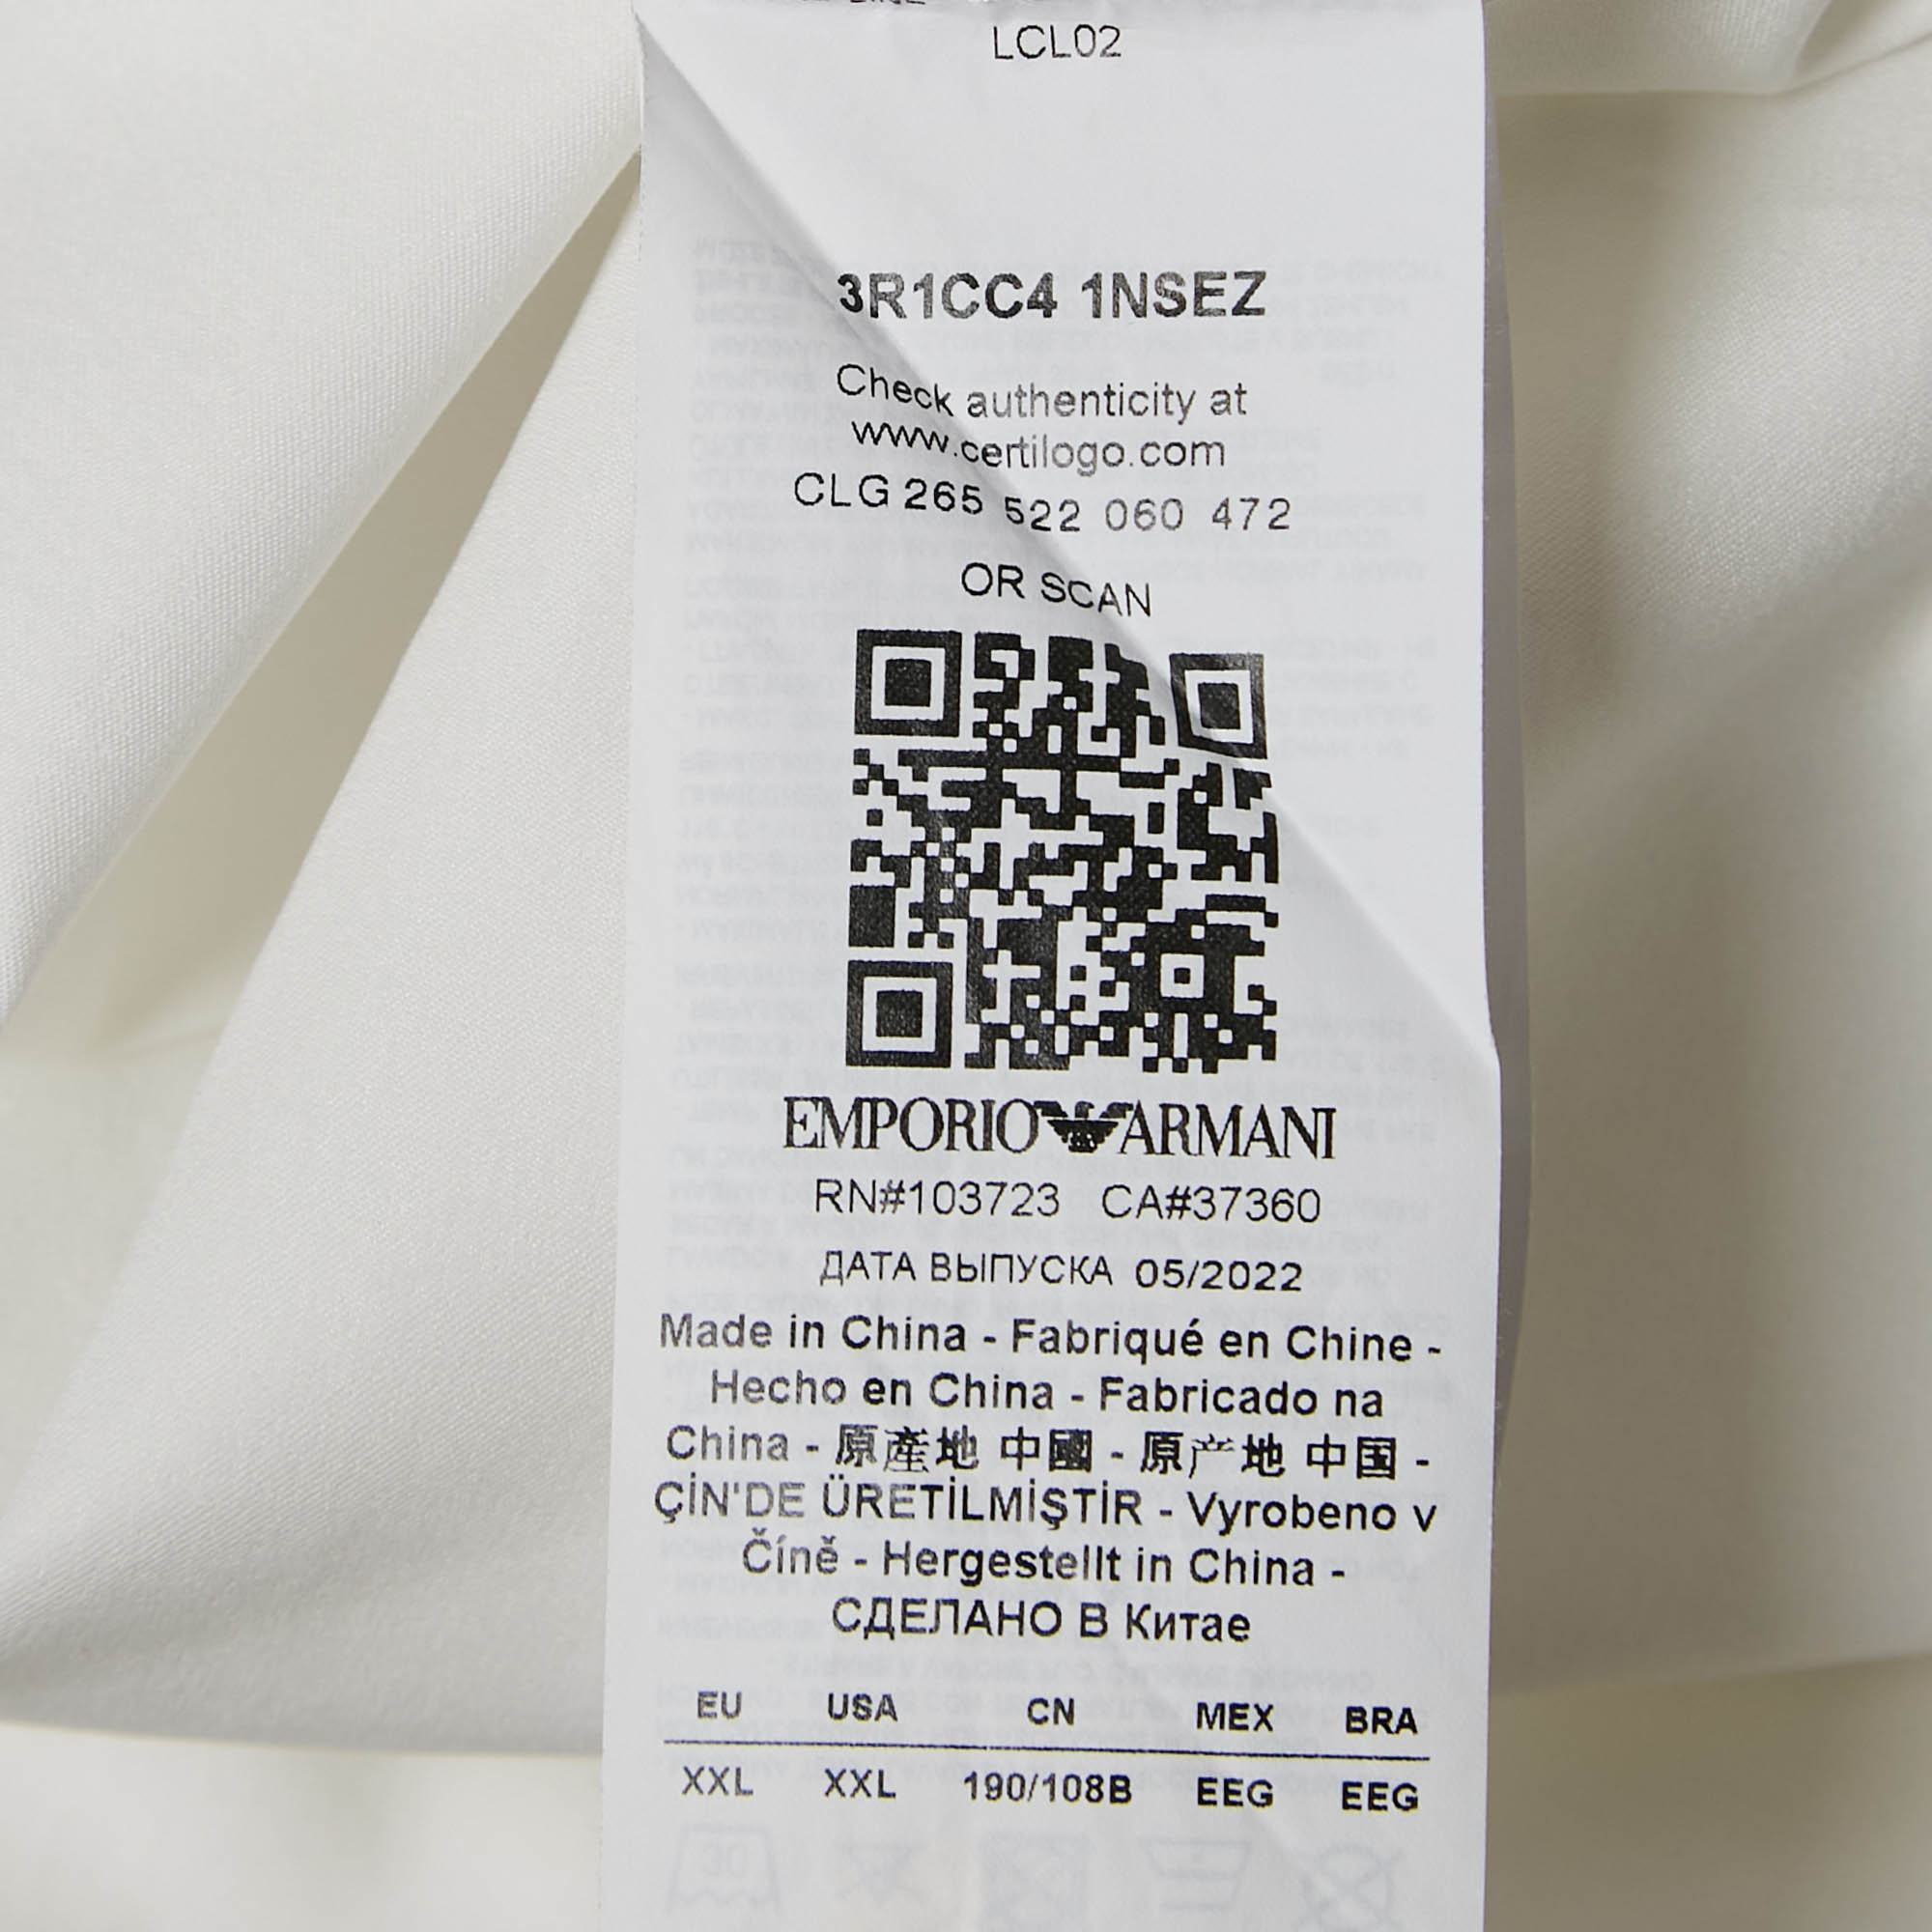 LCL02
3R1CC4 1NSEZ
Check authenticity at
www.certilogo.com
CLG 265 522 060 472
OR SCAN
EMPORIO ARMANI
RN#103723 CA#37360
ДАТА ВЫПУСКА 05/2022
Made in China - Fabriqué en Chine -
Hecho en China - Fabricado na
China - 原產地 中國 - 原产地 中国 -
ÇİN'DE ÜRETİLMİŞTİR - Vyrobeno v
Číně - Hergestellt in China -
СДЕЛАНО В Китае
EU USA CN MEX BRA
XXL XXL 190/108B EEG EEG